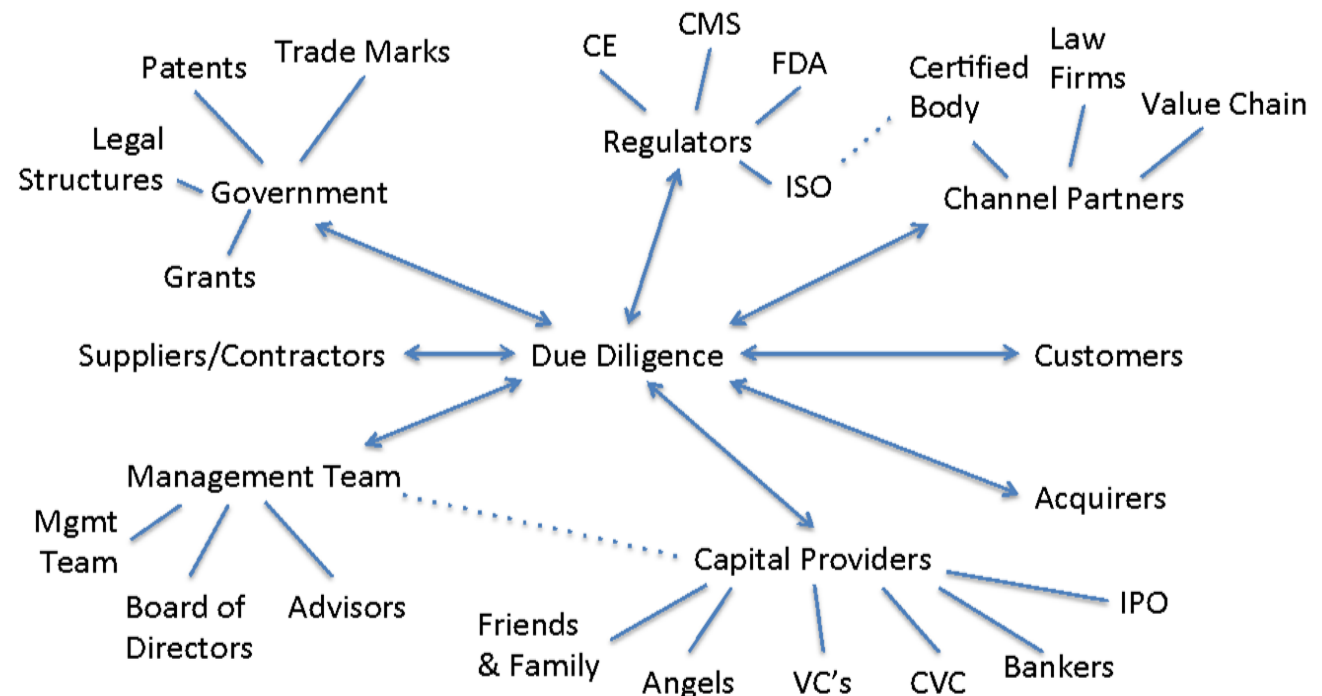 CMS
CE
Trade Marks
Patents
FDA
Law
Firms
Certified
Body
Value Chain
Legal
Structures
Regulators
ISO
Government
Channel Partners
Grants
Suppliers/Contractors
Due Diligence
Customers
Management Team
Acquirers
Mgmt
Team
Capital Providers
Board of
Directors
Advisors
IPO
Friends
& Family
Angels
VC's
CVC
Bankers